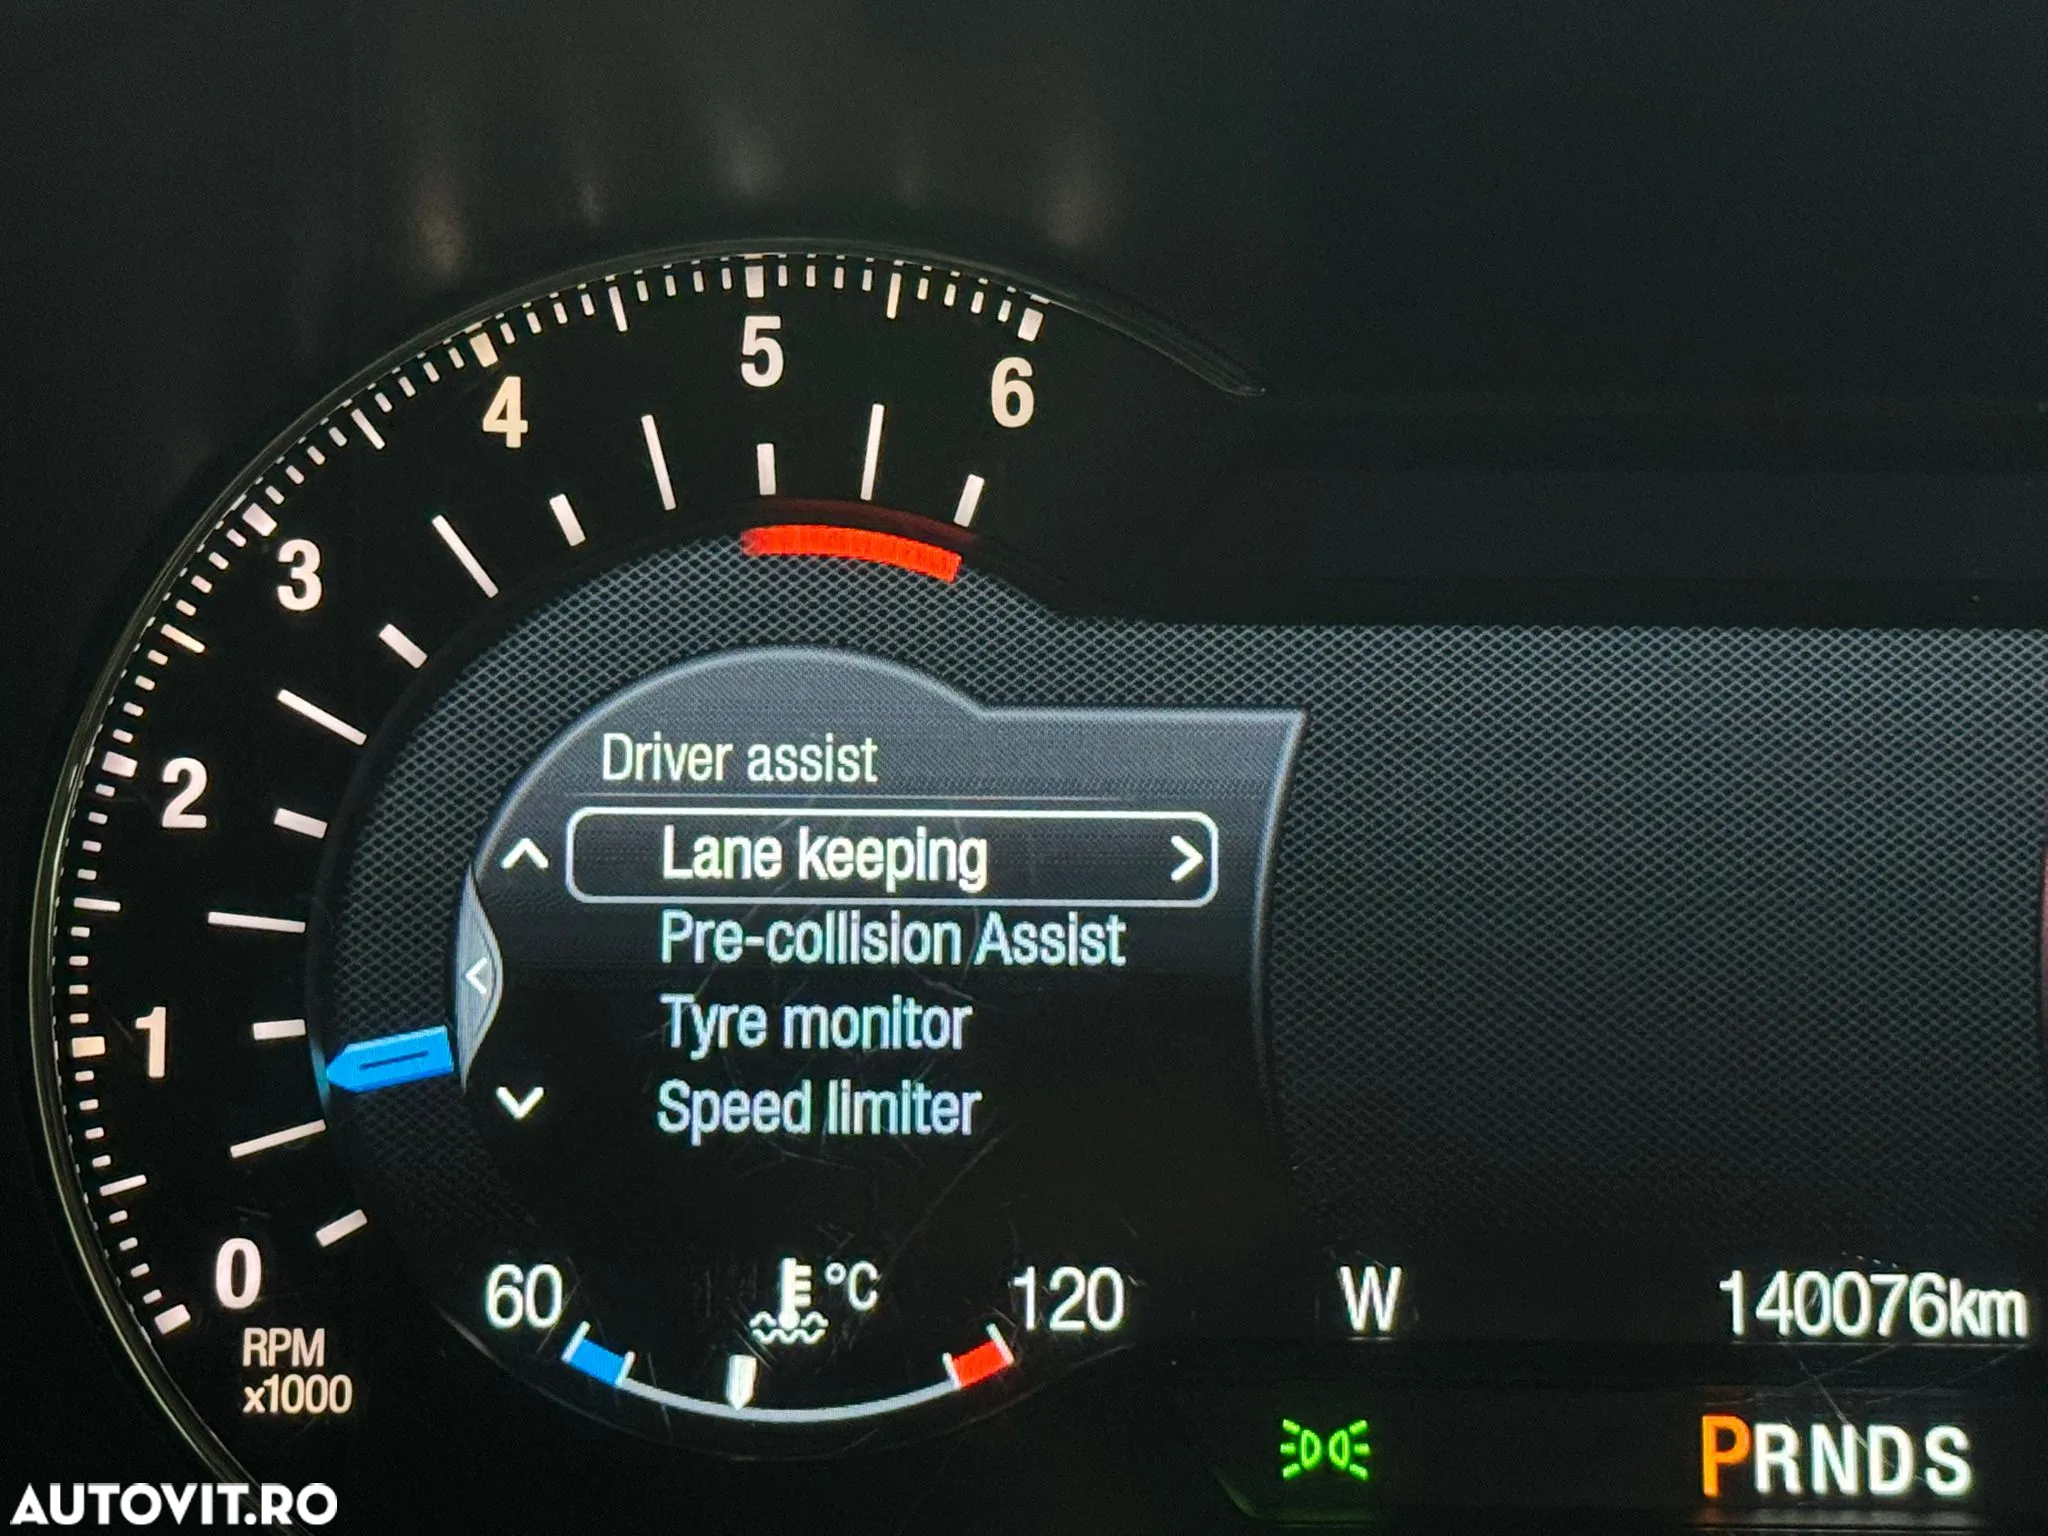 5
6
4
3
2
1
0
RPM
x1000
Driver assist
Lane keeping
Pre-collision Assist
Tyre monitor
Speed limiter
60 °C 120
W 140076km
PRNDS
AUTOVIT.RO